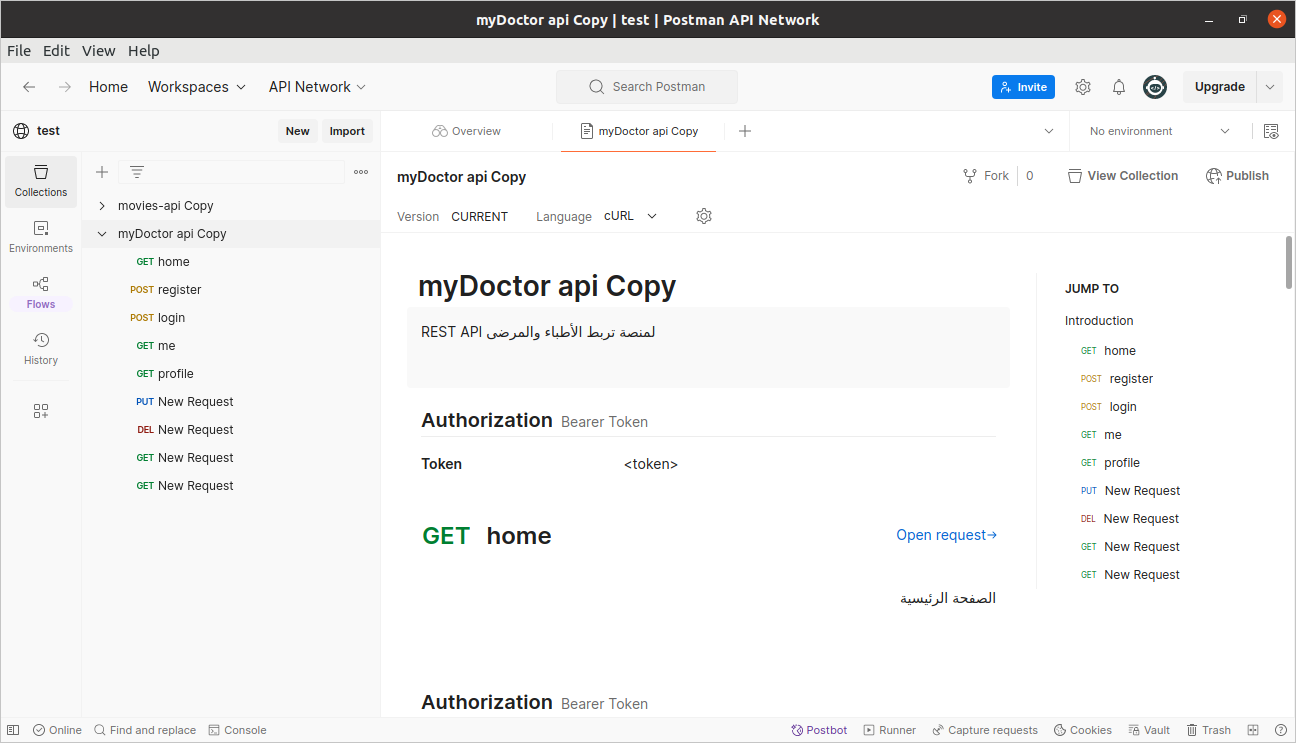 myDoctor api Copy | test | Postman API Network
File Edit View Help
Home Workspaces API Network Search Postman Invite Upgrade
test New Import Overview myDoctor api Copy No environment
Collections
Environments
Flows
History
movies-api Copy
myDoctor api Copy
GET home
POST register
POST login
GET me
GET profile
PUT New Request
DEL New Request
GET New Request
GET New Request
myDoctor api Copy Fork 0 View Collection Publish
Version CURRENT Language cURL
myDoctor api Copy
REST API لمنصة تربط الأطباء والمرضى
Authorization Bearer Token
Token <token>
GET home Open request→
الصفحة الرئيسية
Authorization Bearer Token
JUMP TO
Introduction
GET home
POST register
POST login
GET me
GET profile
PUT New Request
DEL New Request
GET New Request
GET New Request
Online Find and replace Console Postbot Runner Capture requests Cookies Vault Trash